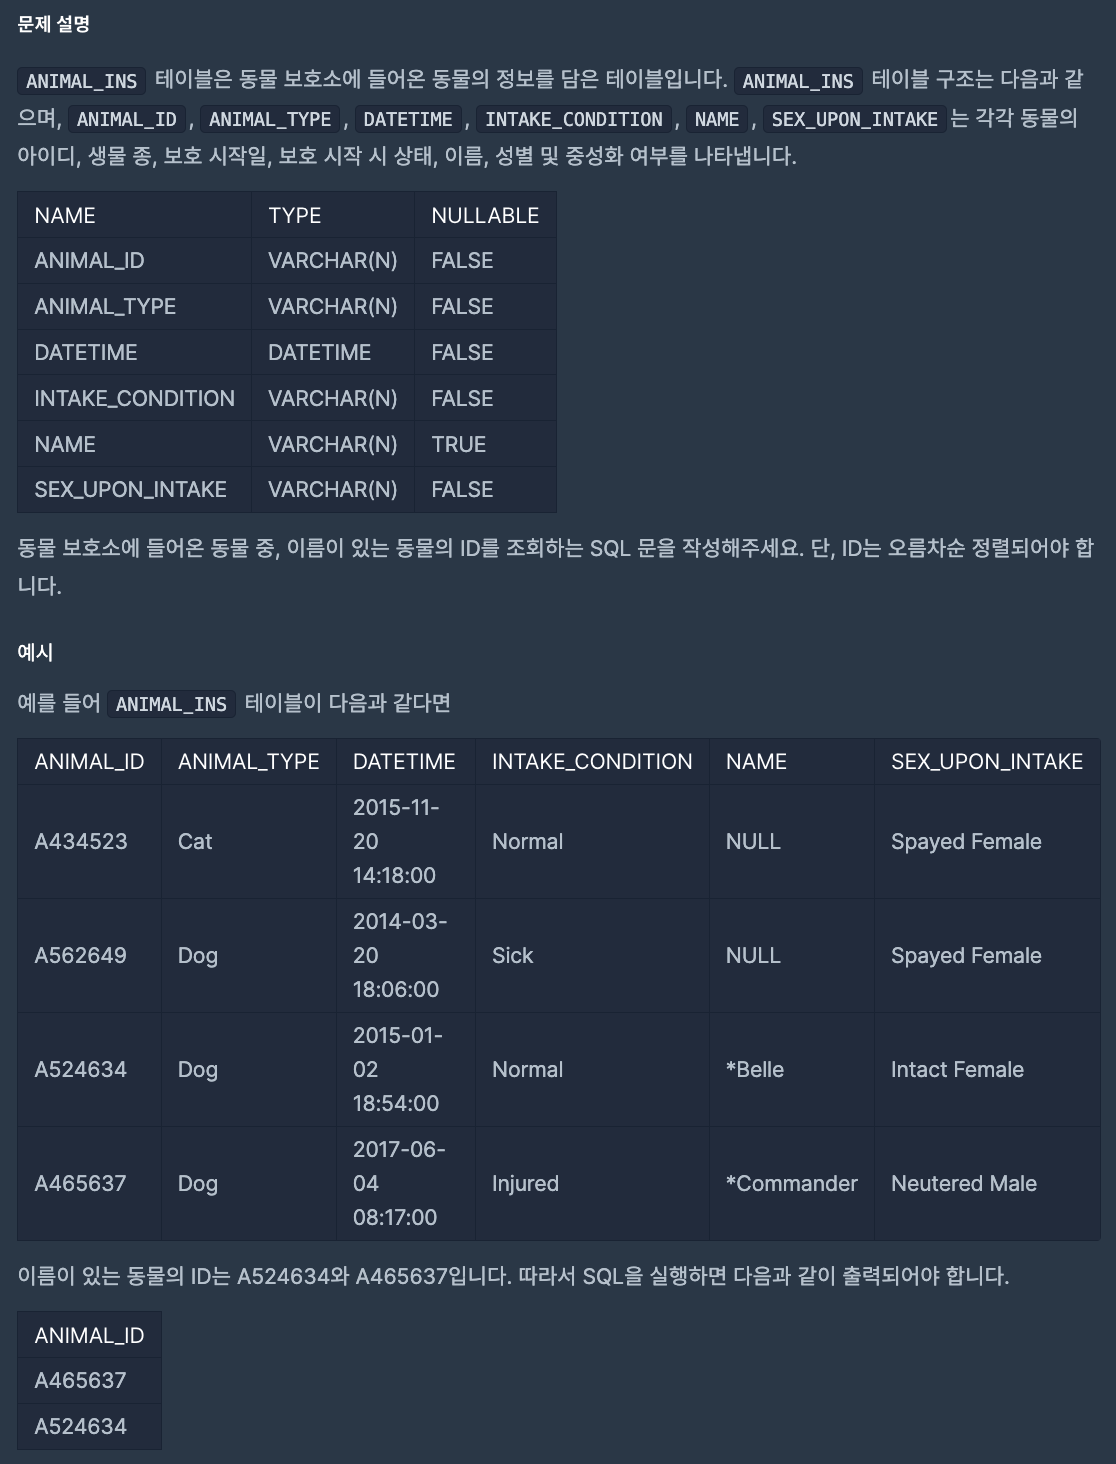 문제 설명
ANIMAL_INS 테이블은 동물 보호소에 들어온 동물의 정보를 담은 테이블입니다. ANIMAL_INS 테이블 구조는 다음과 같
으며, ANIMAL_ID, ANIMAL_TYPE, DATETIME, INTAKE_CONDITION, NAME, SEX_UPON_INTAKE는 각각 동물의
아이디, 생물 종, 보호 시작일, 보호 시작 시 상태, 이름, 성별 및 중성화 여부를 나타냅니다.
NAME TYPE NULLABLE
ANIMAL_ID VARCHAR(N) FALSE
ANIMAL_TYPE VARCHAR(N) FALSE
DATETIME DATETIME FALSE
INTAKE_CONDITION VARCHAR(N) FALSE
NAME VARCHAR(N) TRUE
SEX_UPON_INTAKE VARCHAR(N) FALSE
동물 보호소에 들어온 동물 중, 이름이 있는 동물의 ID를 조회하는 SQL 문을 작성해주세요. 단, ID는 오름차순 정렬되어야 합
니다.
예시
예를 들어 ANIMAL_INS 테이블이 다음과 같다면
ANIMAL_ID ANIMAL_TYPE DATETIME INTAKE_CONDITION NAME SEX_UPON_INTAKE
2015-11-
A434523 Cat 20 Normal NULL Spayed Female
14:18:00
2014-03-
A562649 Dog 20 Sick NULL Spayed Female
18:06:00
2015-01-
A524634 Dog 02 Normal *Belle Intact Female
18:54:00
2017-06-
A465637 Dog 04 Injured *Commander Neutered Male
08:17:00
이름이 있는 동물의 ID는 A524634와 A465637입니다. 따라서 SQL을 실행하면 다음과 같이 출력되어야 합니다.
ANIMAL_ID
A465637
A524634